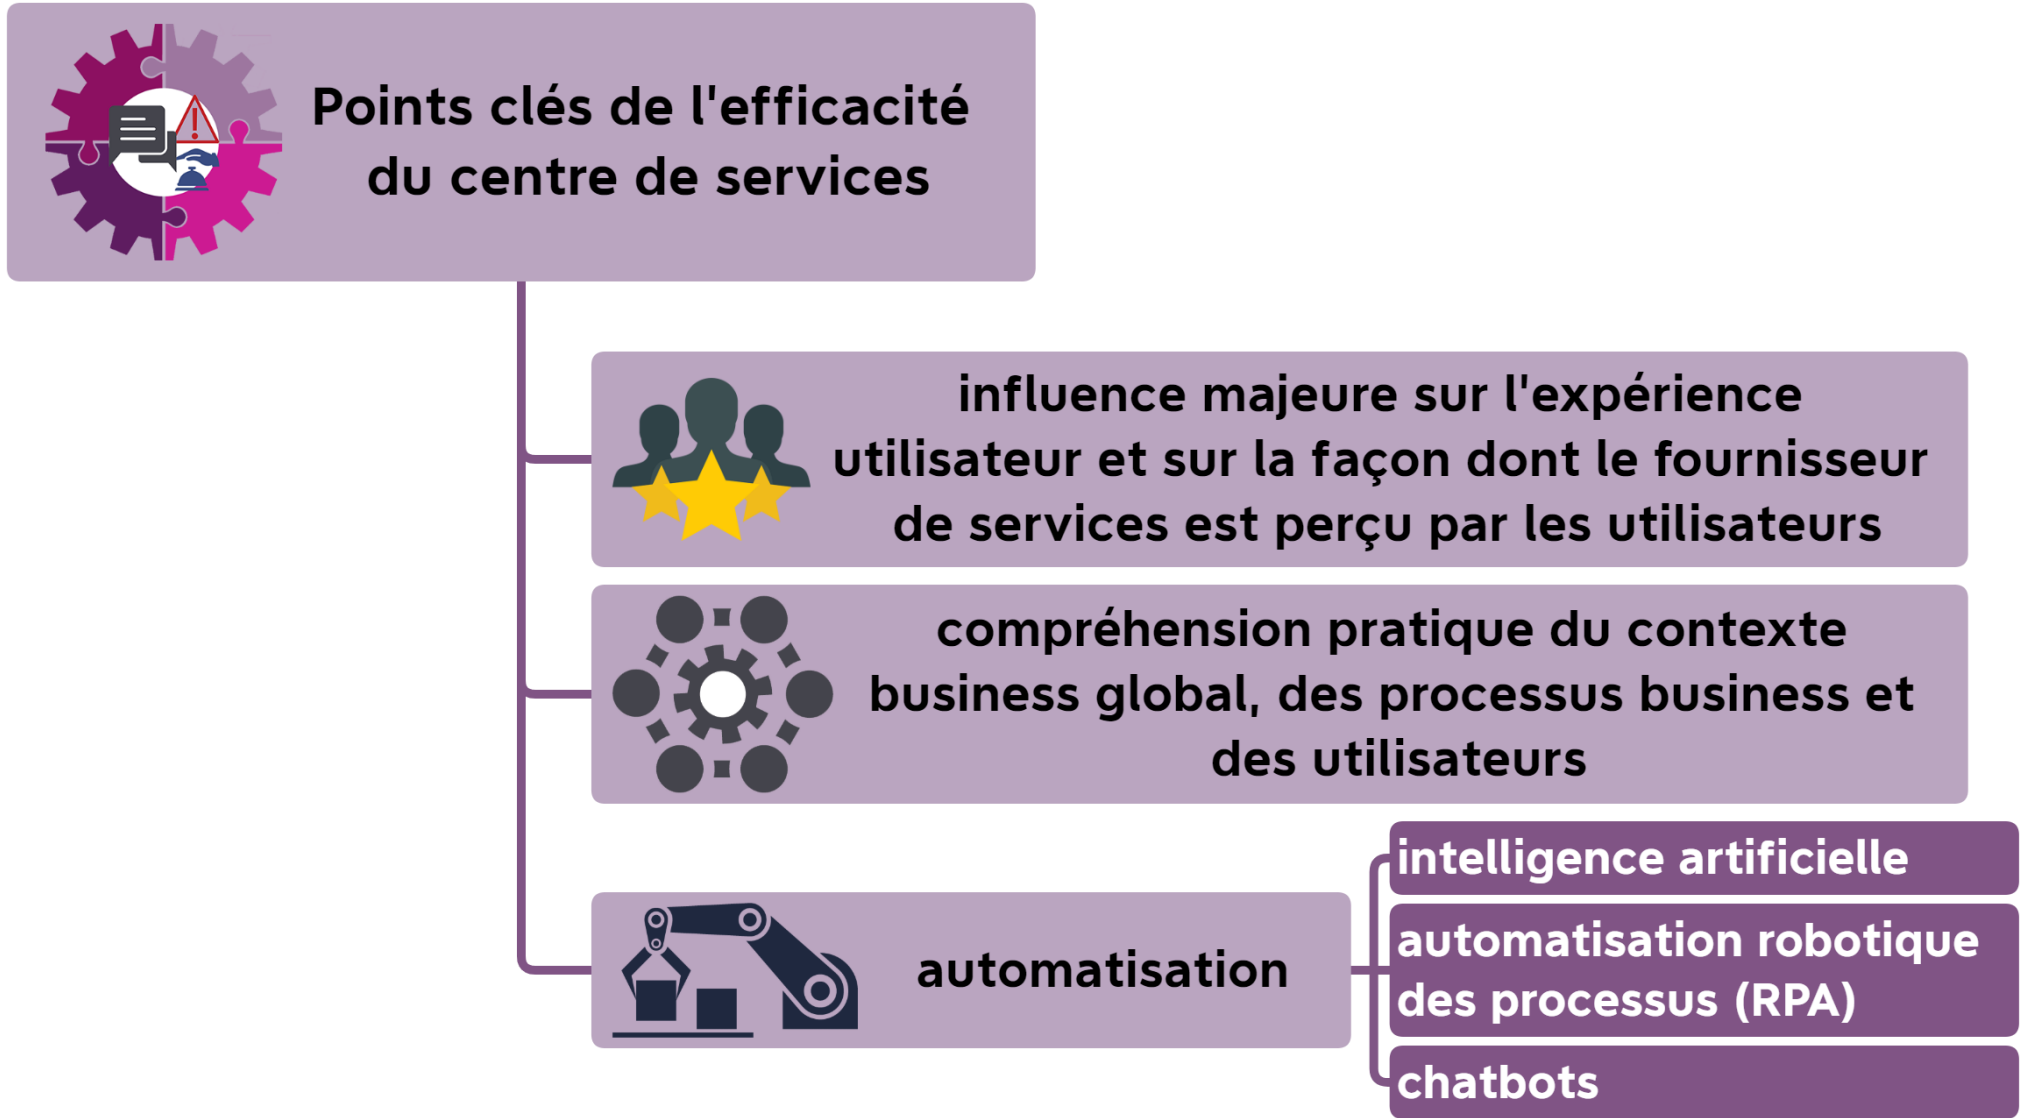 Points clés de l'efficacité
du centre de services
influence majeure sur l'expérience
utilisateur et sur la façon dont le fournisseur
de services est perçu par les utilisateurs
compréhension pratique du contexte
business global, des processus business et
des utilisateurs
automatisation
intelligence artificielle
automatisation robotique
des processus (RPA)
chatbots